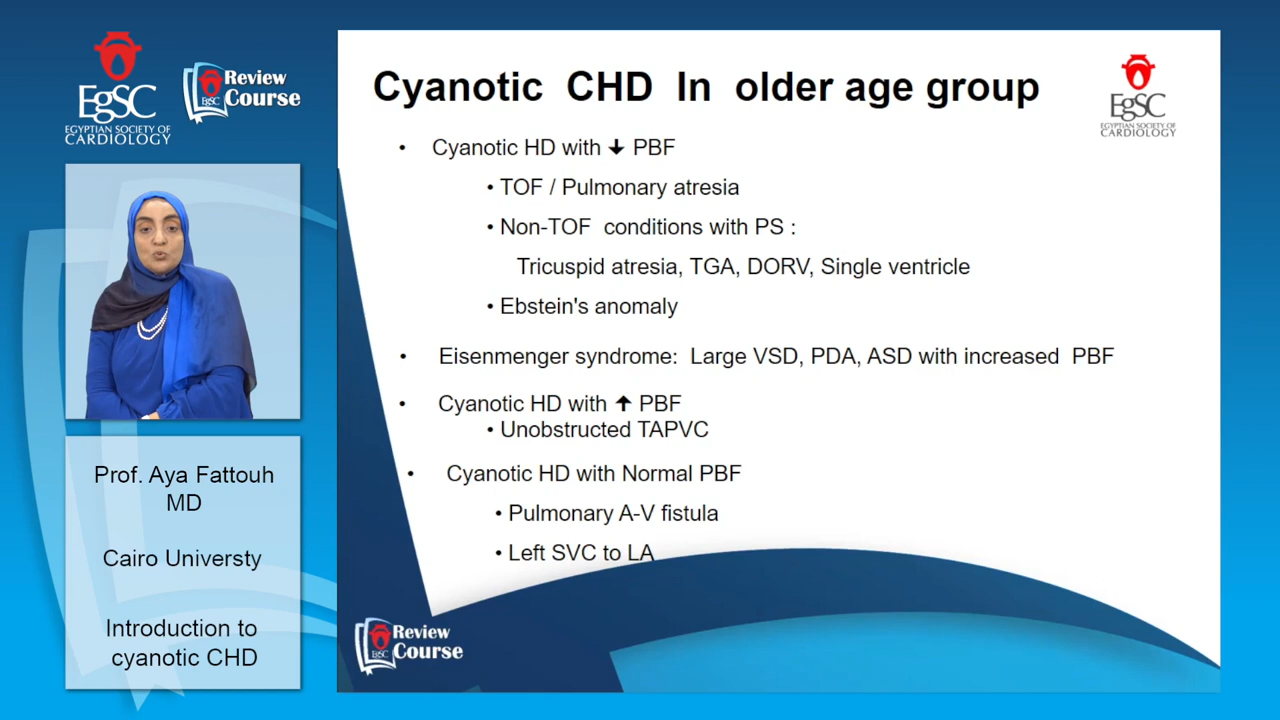 EgSC
EGYPTIAN SOCIETY OF
CARDIOLOGY
Review
Course
EgSC
Prof. Aya Fattouh
MD
Cairo Universty
Introduction to
cyanotic CHD
Cyanotic CHD In older age group
EgSC
EGYPTIAN SOCIETY OF
CARDIOLOGY
• Cyanotic HD with ↓ PBF
• TOF / Pulmonary atresia
• Non-TOF conditions with PS :
Tricuspid atresia, TGA, DORV, Single ventricle
• Ebstein's anomaly
• Eisenmenger syndrome: Large VSD, PDA, ASD with increased PBF
• Cyanotic HD with ↑ PBF
• Unobstructed TAPVC
• Cyanotic HD with Normal PBF
• Pulmonary A-V fistula
• Left SVC to LA
Review
Course
EgSC